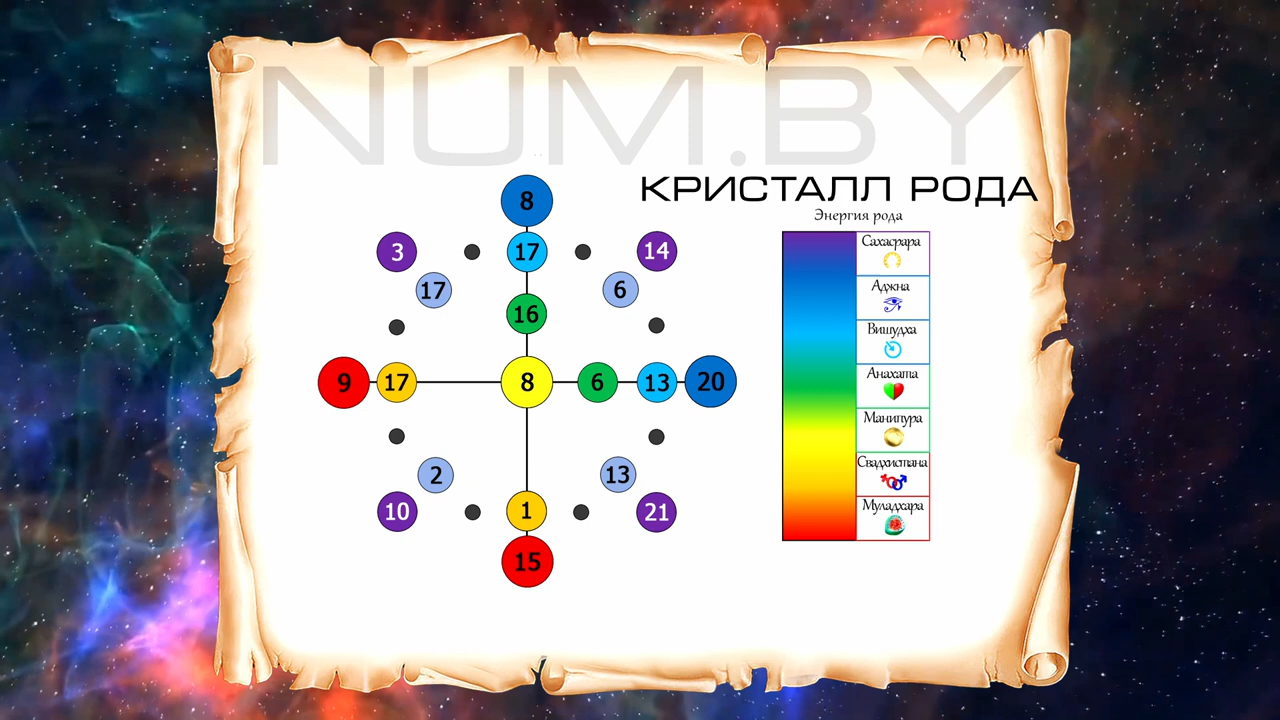 NUM.BY
КРИСТАЛЛ РОДА
Энергия рода
8
3
17
14
17
6
16
9
17
8
6
13
20
2
13
10
1
21
15
Сахасрара
Аджна
Вишудха
Анахата
Манипура
Свадхистана
Муладхара